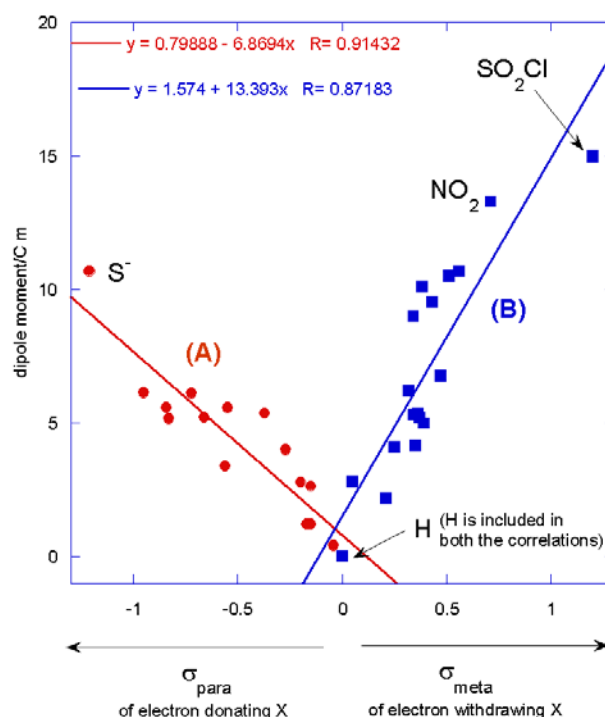 20
y = 0.79888 - 6.8694x R= 0.91432
y = 1.574 + 13.393x R= 0.87183
SO₂Cl
15
NO₂
dipole moment/C m
S⁻
10
(B)
(A)
5
H (H is included in
both the correlations)
0
-1 -0.5 0 0.5 1
σpara σmeta
of electron donating X of electron withdrawing X